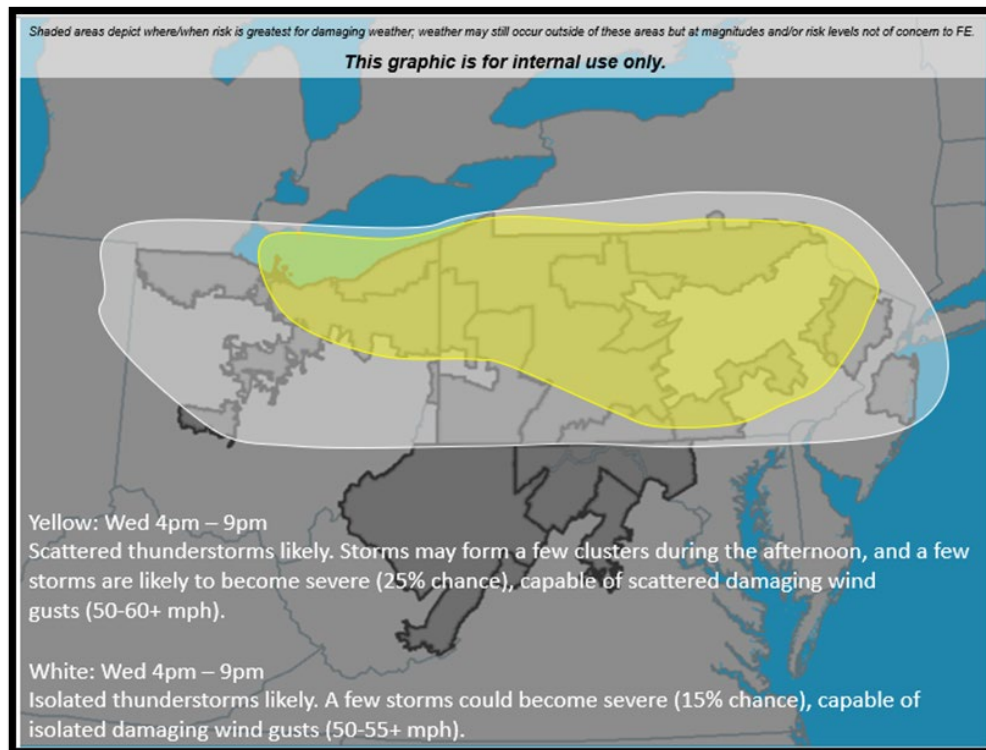 Shaded areas depict where/when risk is greatest for damaging weather; weather may still occur outside of these areas but at magnitudes and/or risk levels not of concern to FE.
This graphic is for internal use only.
Yellow: Wed 4pm – 9pm
Scattered thunderstorms likely. Storms may form a few clusters during the afternoon, and a few
storms are likely to become severe (25% chance), capable of scattered damaging wind
gusts (50-60+ mph).
White: Wed 4pm – 9pm
Isolated thunderstorms likely. A few storms could become severe (15% chance), capable of
isolated damaging wind gusts (50-55+ mph).